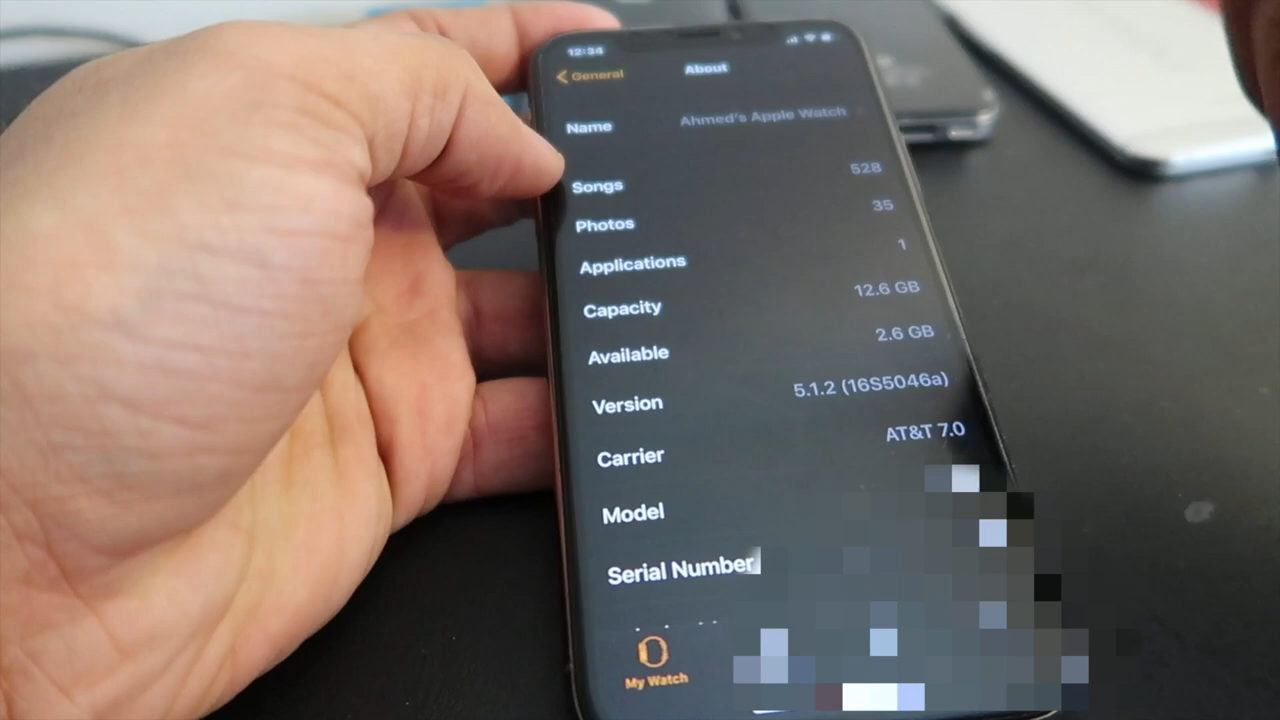 12:34
General
About
Name Ahmed's Apple Watch
Songs 528
Photos 35
Applications 1
Capacity 12.6 GB
Available 2.6 GB
Version 5.1.2 (16S5046a)
Carrier AT&T 7.0
Model
Serial Number
My Watch